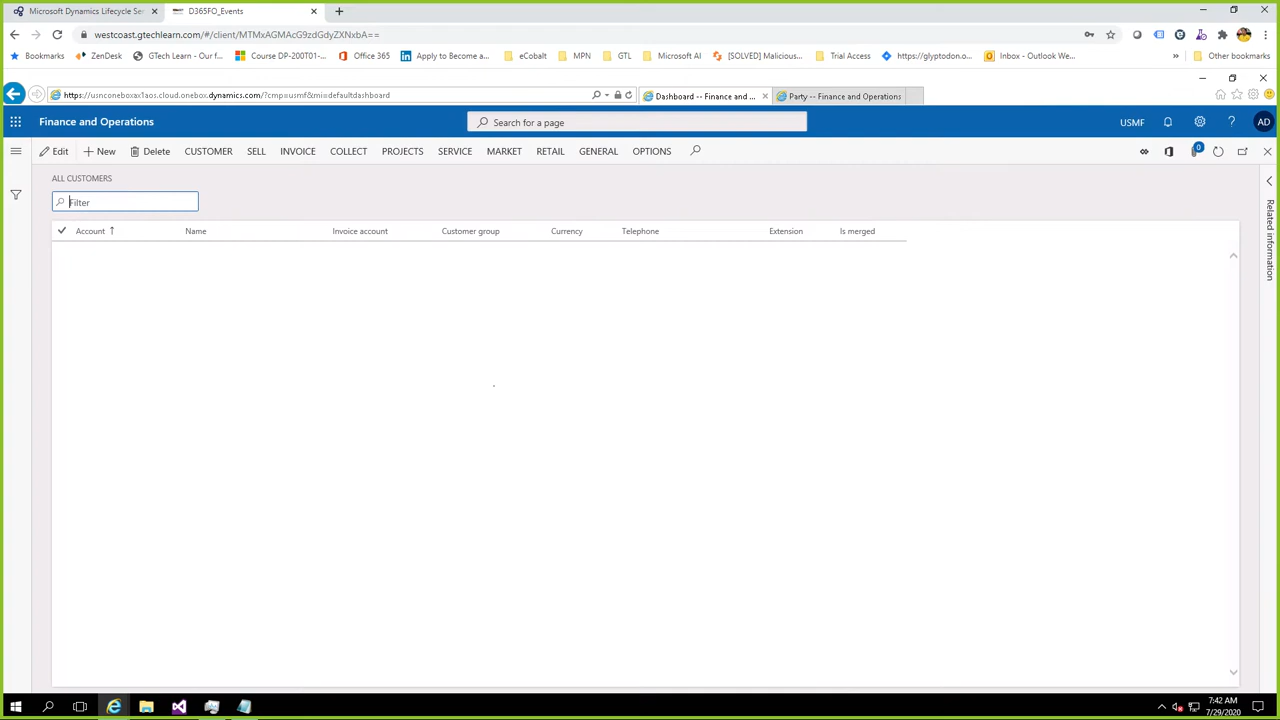 Microsoft Dynamics Lifecycle Se
D365FO_Events
westcoast.gtechlearn.com/#/client/MTMxAGMAcG9zdGdyZXNxbA==
Bookmarks
ZenDesk
GTech Learn - Our f...
Course DP-200T01-...
Office 365
Apply to Become a...
eCobalt
MPN
GTL
Microsoft AI
[SOLVED] Malicious...
Trial Access
https://glyptodon.o...
Inbox - Outlook We...
Other bookmarks
https://usnconeboxax1aos.cloud.onebox.dynamics.com/?cmp=usmf&mi=defaultdashboard
Dashboard -- Finance and ...
Party -- Finance and Operations
Finance and Operations
Search for a page
USMF
AD
Edit
New
Delete
CUSTOMER
SELL
INVOICE
COLLECT
PROJECTS
SERVICE
MARKET
RETAIL
GENERAL
OPTIONS
0
ALL CUSTOMERS
Filter
Related information
Account
Name
Invoice account
Customer group
Currency
Telephone
Extension
Is merged
7:42 AM
7/29/2020